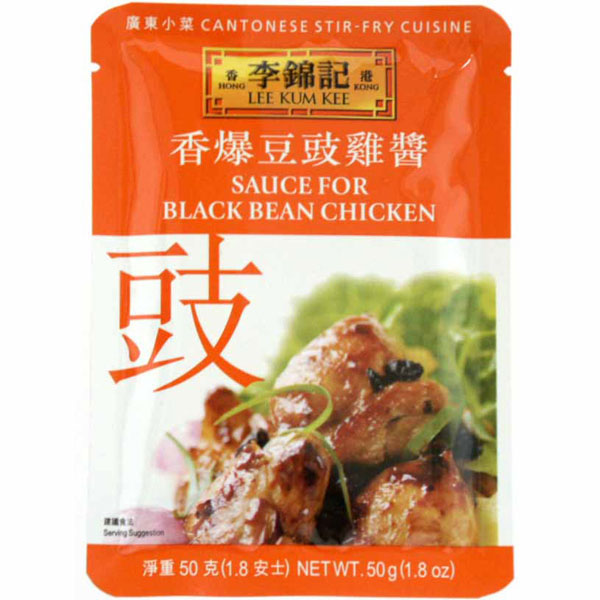 廣東小菜 CANTONESE STIR-FRY CUISINE
香 李錦記 港
HONG LEE KUM KEE KONG
香爆豆豉雞醬
SAUCE FOR
BLACK BEAN CHICKEN
豉
建議食法
Serving Suggestion
淨重 50 克(1.8 安士) NET WT. 50g (1.8 oz)